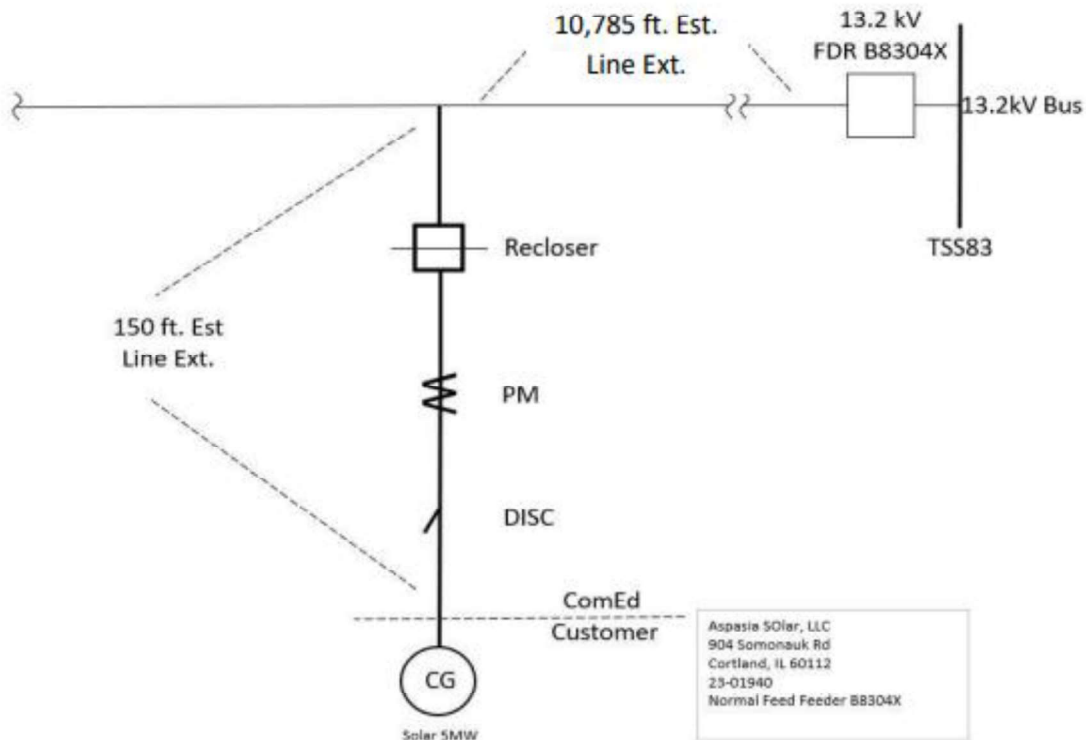 10,785 ft. Est.
Line Ext.
13.2 kV
FDR B8304X
13.2kV Bus
TSS83
Recloser
150 ft. Est
Line Ext.
PM
DISC
ComEd
Customer
CG
Solar 5MW
Aspasia SOlar, LLC
904 Somonauk Rd
Cortland, IL 60112
23-01940
Normal Feed Feeder B8304X